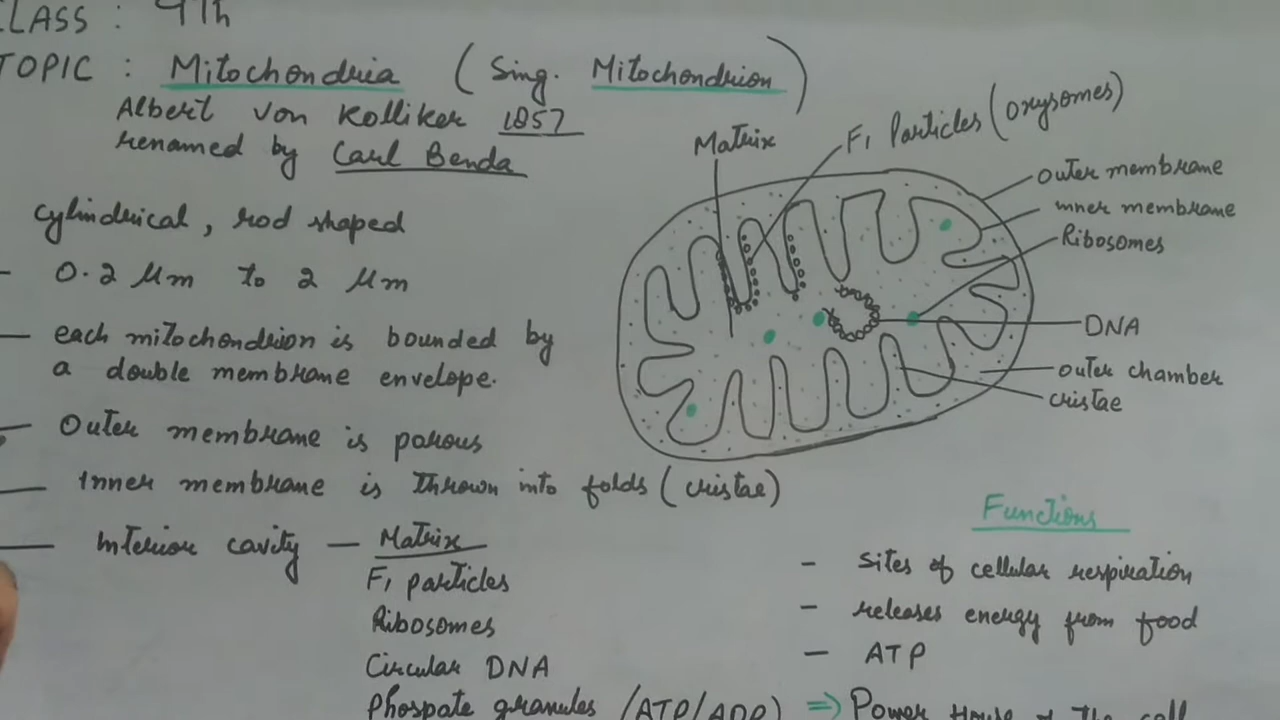 CLASS : 9Th
TOPIC : Mitochondria ( Sing. Mitochondrion )
Albert von Kolliker 1857
renamed by Carl Benda
cylindrical, rod shaped
- 0.2 μm to 2 μm
- each mitochondrion is bounded by
a double membrane envelope.
- Outer membrane is porous
- Inner membrane is Thrown into folds ( cristae )
- Interior cavity - Matrix
F1 particles
Ribosomes
Circular DNA
Phospate granules (ATP/ADP)
Matrix
F1 Particles (oxysomes)
outer membrane
inner membrane
Ribosomes
DNA
outer chamber
cristae
Functions
- Sites of cellular respiration
- releases energy from food
- ATP
⇒ Power House of The cell